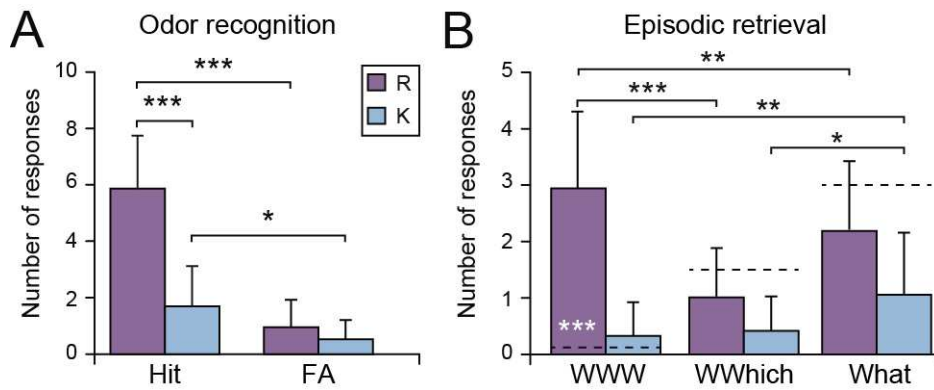 A
Odor recognition
Number of responses
10
8
6
4
2
0
***
***
*
R
K
Hit
FA
B
Episodic retrieval
Number of responses
5
4
3
2
1
0
**
***
**
*
***
WWW
WWhich
What